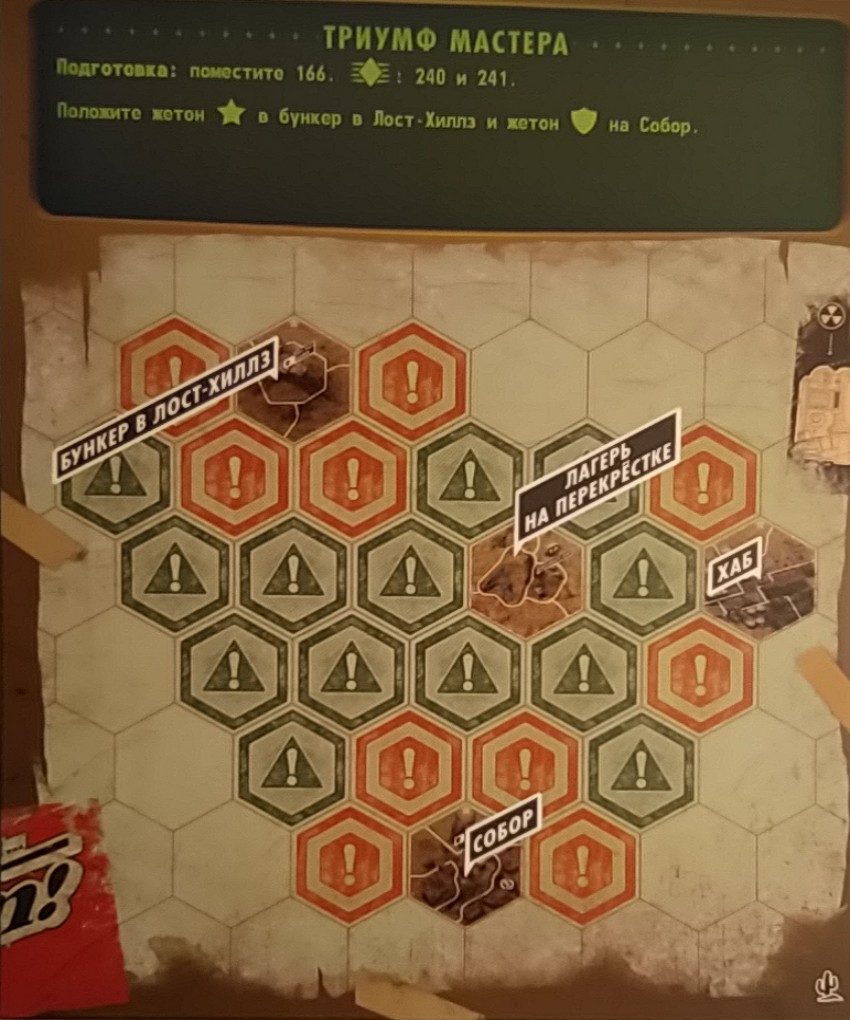 ТРИУМФ МАСТЕРА
Подготовка: поместите 166. : 240 и 241.
Положите жетон в бункер в Лост-Хиллз и жетон на Собор.
БУНКЕР В ЛОСТ-ХИЛЛЗ
ЛАГЕРЬ
НА ПЕРЕКРЁСТКЕ
ХАБ
СОБОР